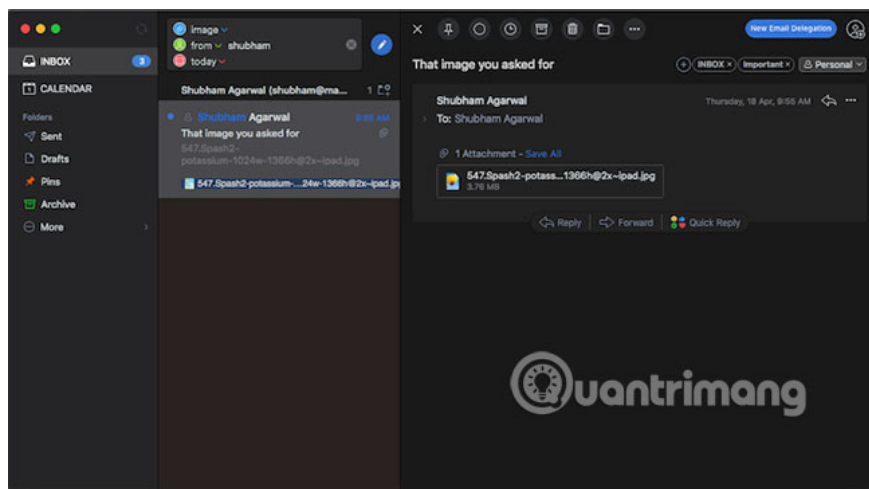 INBOX
3
CALENDAR
Folders
Sent
Drafts
Pins
Archive
More
image
from shubham
today
Shubham Agarwal (shubham@ma... 1
Shubham Agarwal 9:55 AM
That image you asked for
547.Spash2-
potassium-1024w-1366h@2x~ipad.jpg
547.Spash2-potassium-...24w-1366h@2x~ipad.jp
New Email Delegation
That image you asked for
INBOX × Important × Personal
Shubham Agarwal Thursday, 18 Apr, 9:55 AM
To: Shubham Agarwal
1 Attachment - Save All
547.Spash2-potass...1366h@2x~ipad.jpg
3.76 MB
Reply Forward Quick Reply
Quantrimang